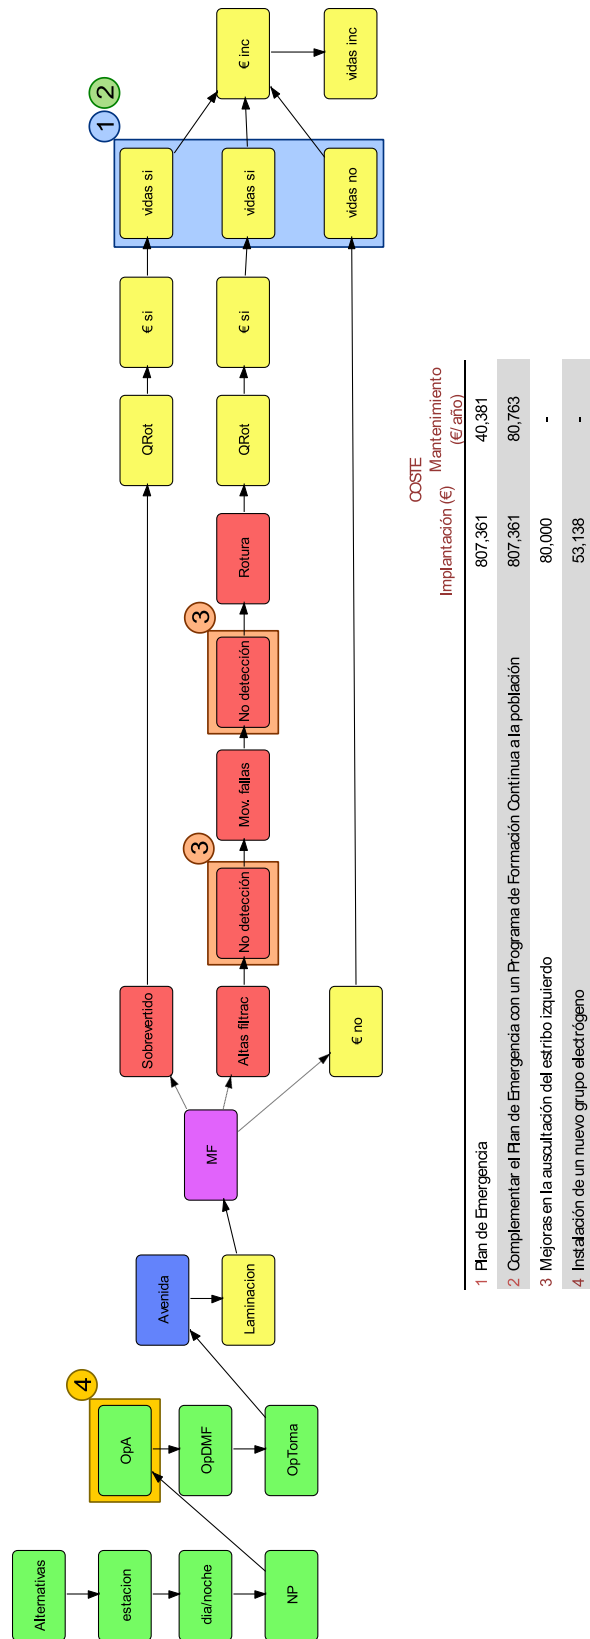 Alternativas
estacion
dia/noche
NP
4
OpA
OpDMF
OpToma
Avenida
Laminacion
MF
Sobrevertido
Altas filtrac
€ no
3
No detección
Mov. fallas
3
No detección
Rotura
QRot
QRot
€ si
€ si
1 2
vidas si
vidas si
vidas no
€ inc
vidas inc
COSTE
Implantación (€) Mantenimiento
(€/año)
1 Plan de Emergencia 807,361 40,381
2 Complementar el Plan de Emergencia con un Programa de Formación Continua a la población 807,361 80,763
3 Mejoras en la auscultación del estribo izquierdo 80,000 -
4 Instalación de un nuevo grupo electrógeno 53,138 -